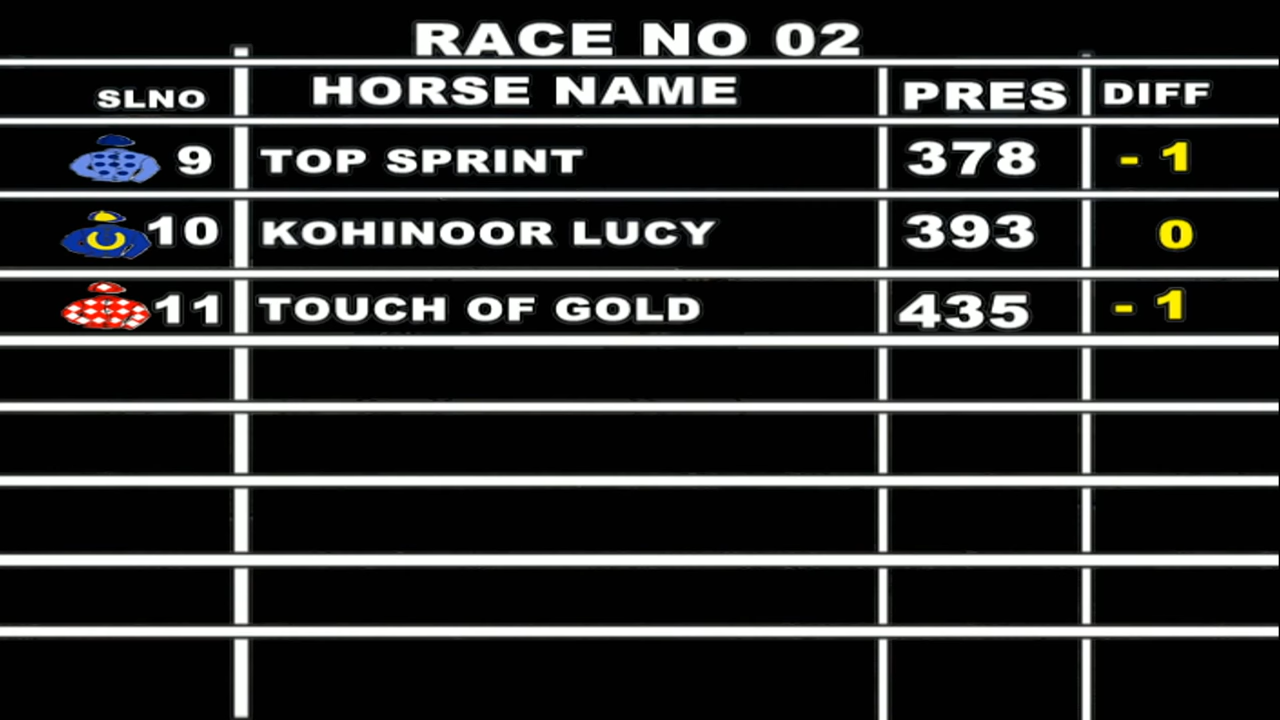 RACE NO 02
SLNO HORSE NAME PRES DIFF
9 TOP SPRINT 378 - 1
10 KOHINOOR LUCY 393 0
11 TOUCH OF GOLD 435 - 1